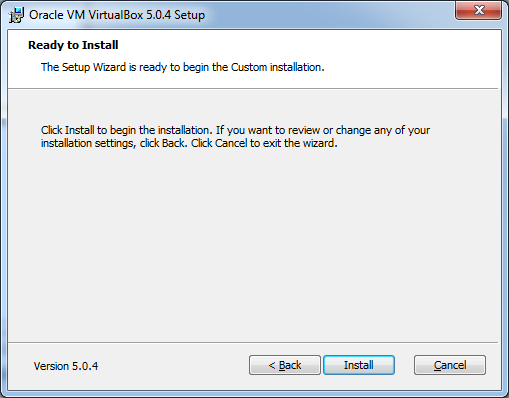 Oracle VM VirtualBox 5.0.4 Setup
Ready to Install
The Setup Wizard is ready to begin the Custom installation.
Click Install to begin the installation. If you want to review or change any of your
installation settings, click Back. Click Cancel to exit the wizard.
Version 5.0.4
< Back
Install
Cancel